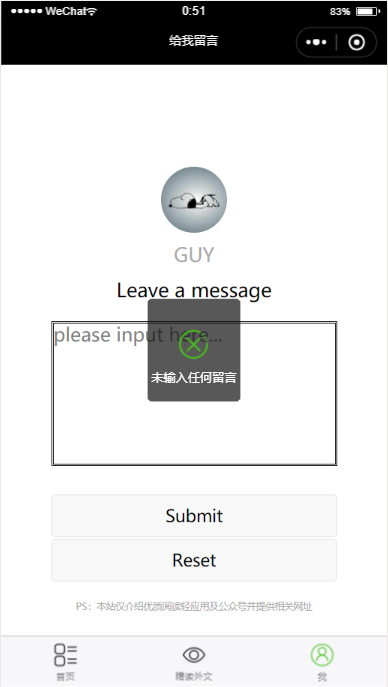 WeChat 0:51 83%
给我留言
GUY
Leave a message
please input here...
未输入任何留言
Submit
Reset
PS：本站仅介绍优质阅读轻应用及公众号并提供相关网址
首页 精读外文 我